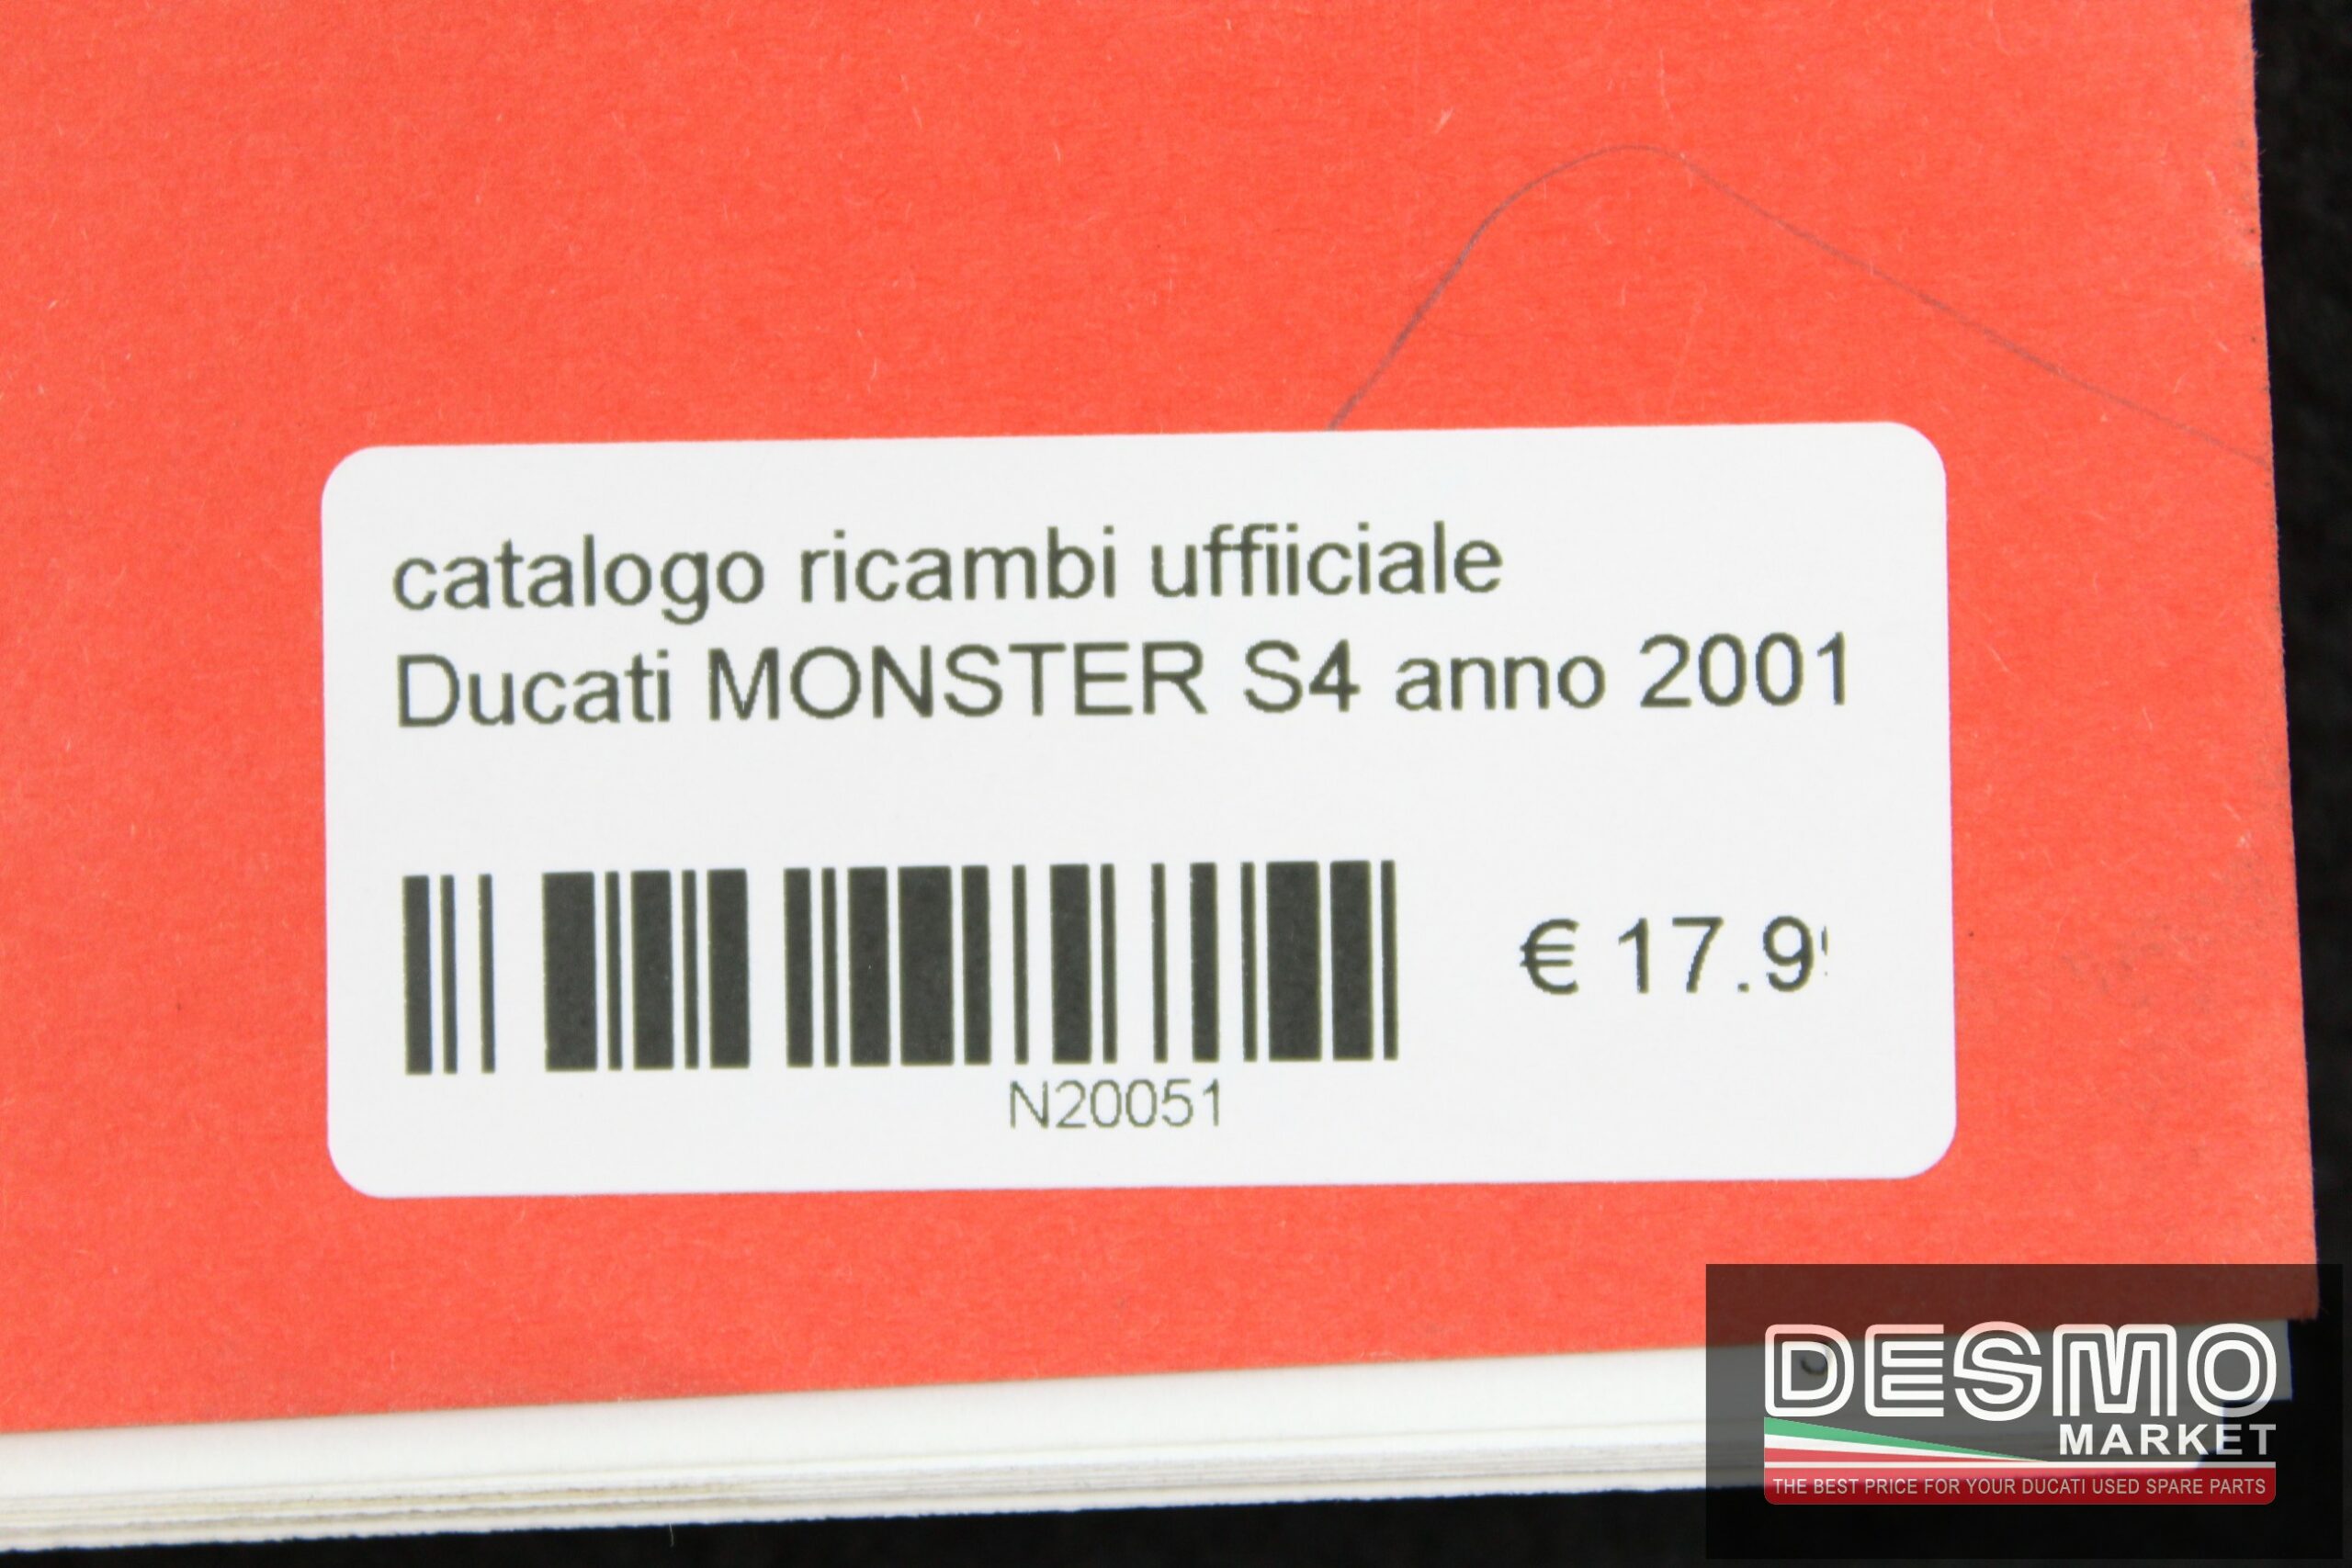 catalogo ricambi uffiiciale
Ducati MONSTER S4 anno 2001
€ 17.9
N20051
DESMO
MARKET
THE BEST PRICE FOR YOUR DUCATI USED SPARE PARTS